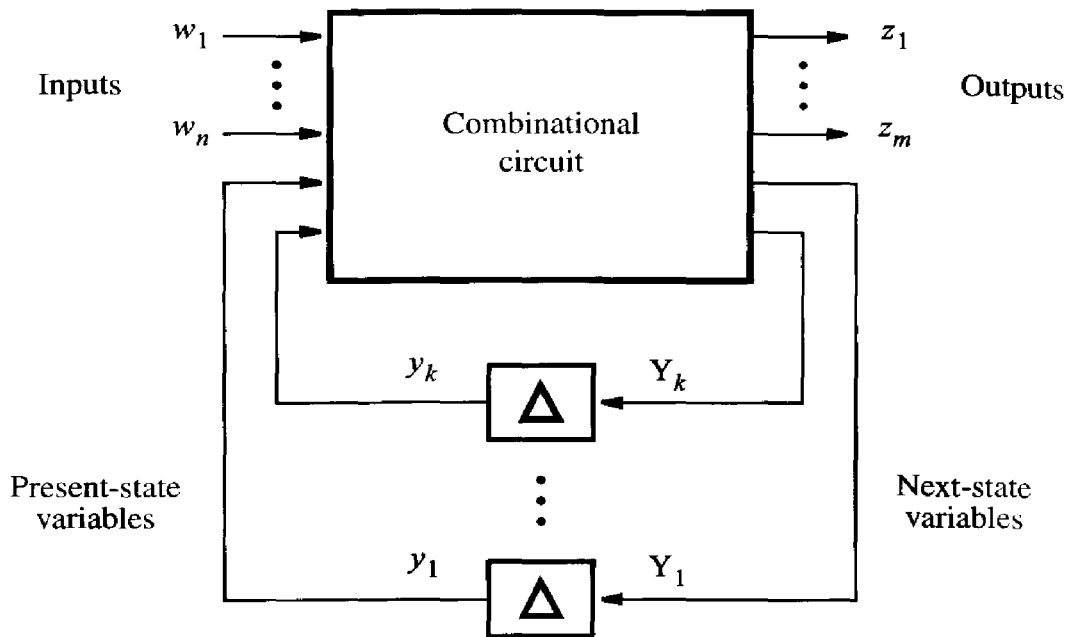 w1
z1
Inputs
Outputs
Combinational
circuit
wn
zm
yk
Δ
Yk
Present-state
variables
Next-state
variables
y1
Δ
Y1